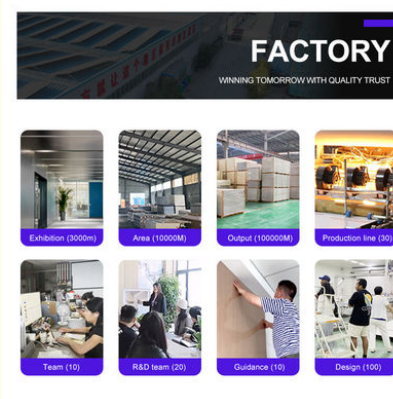 FACTORY
WINNING TOMORROW WITH QUALITY TRUST
Exhibition (3000m)
Area (10000M)
Output (100000M)
Production line (30)
Team (10)
R&D team (20)
Guidance (10)
Design (100)